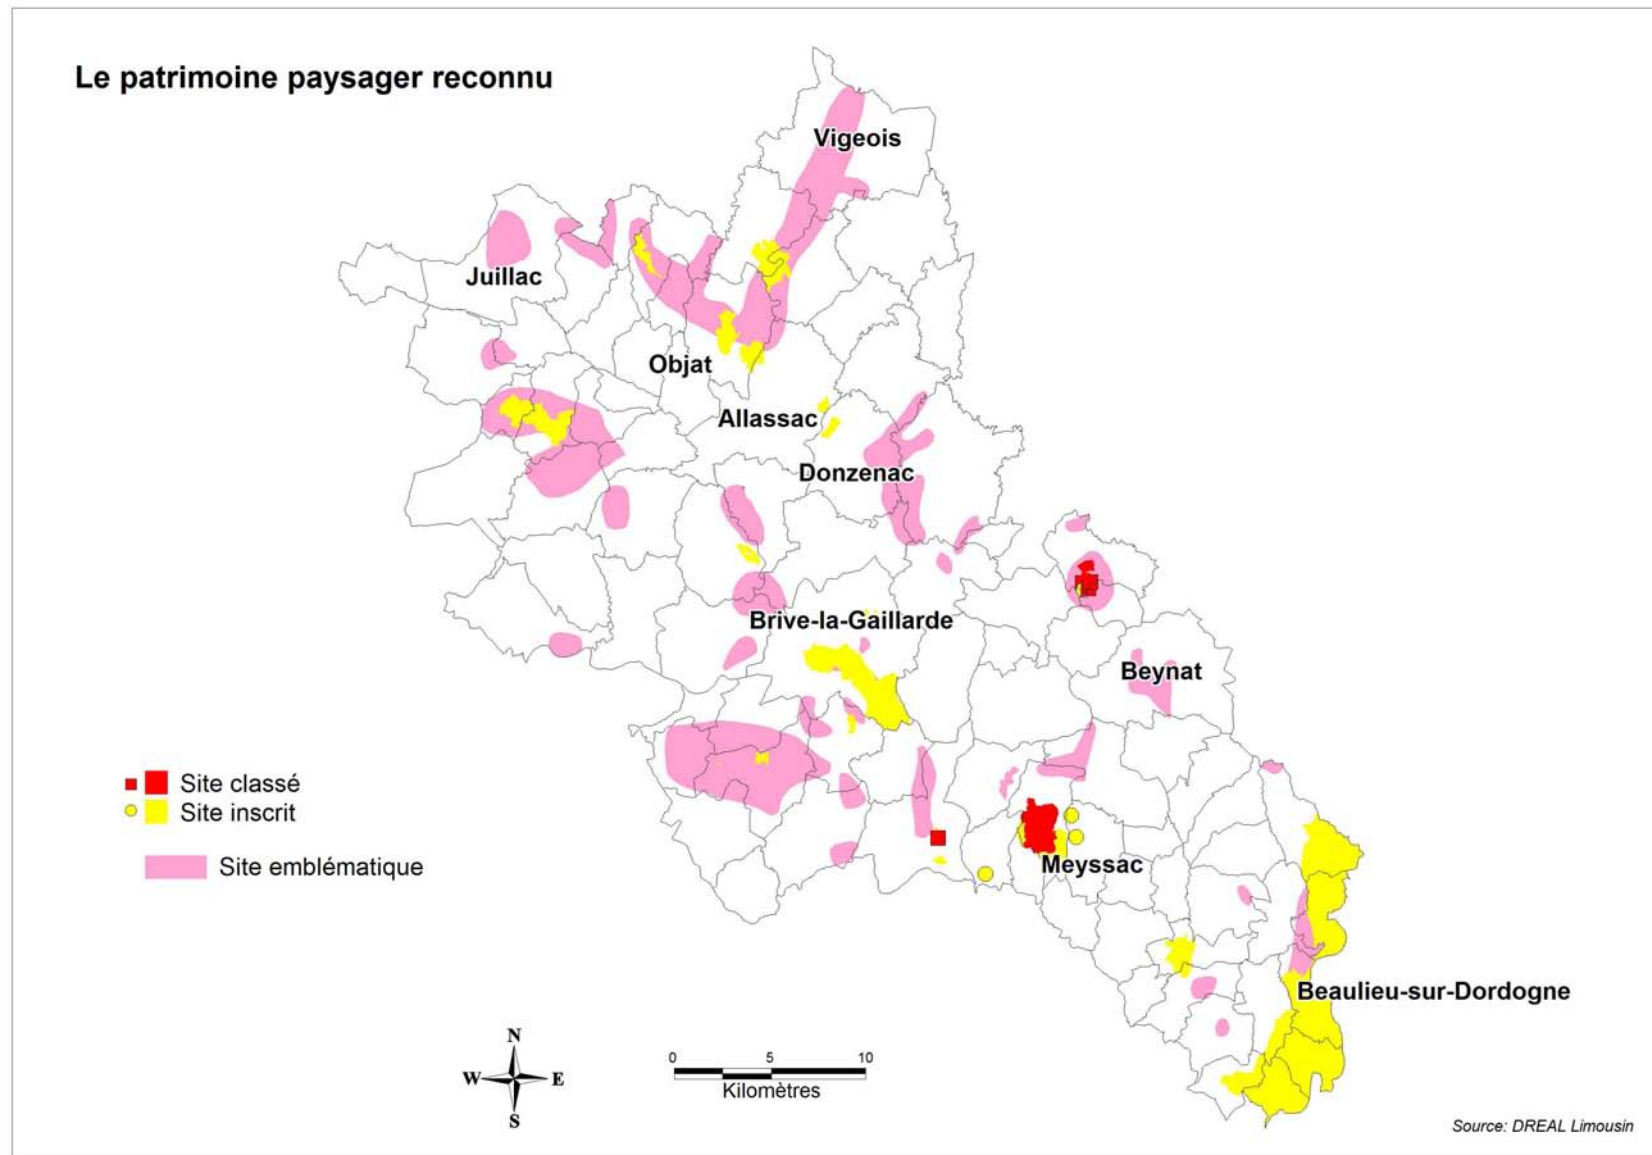 Le patrimoine paysager reconnu
Vigeois
Juillac
Objat
Allassac
Donzenac
Brive-la-Gaillarde
Beynat
Site classé
Site inscrit
Site emblématique
Meyssac
Beaulieu-sur-Dordogne
N
W E
S
0 5 10
Kilomètres
Source: DREAL Limousin